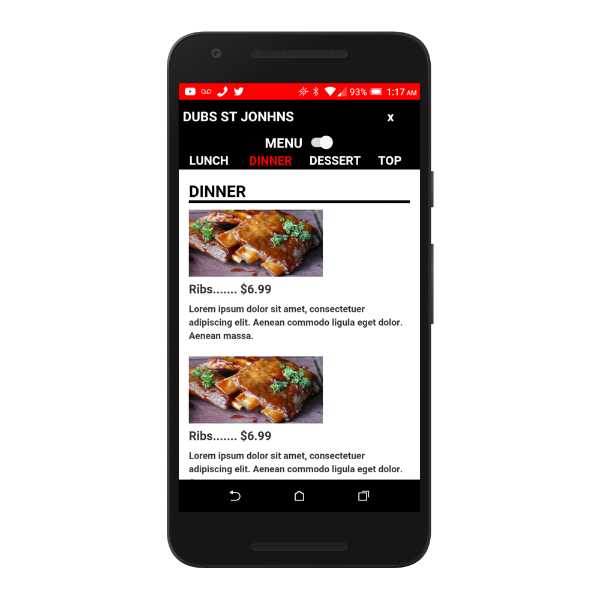 93% 1:17 AM
DUBS ST JONHNS x
MENU
LUNCH DINNER DESSERT TOP
DINNER
Ribs....... $6.99
Lorem ipsum dolor sit amet, consectetuer
adipiscing elit. Aenean commodo ligula eget dolor.
Aenean massa.
Ribs....... $6.99
Lorem ipsum dolor sit amet, consectetuer
adipiscing elit. Aenean commodo ligula eget dolor.